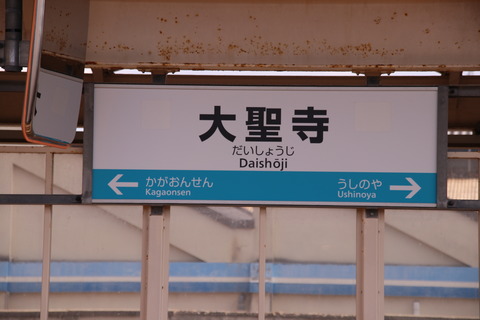 大聖寺
だいしょうじ
Daishōji
← かがおんせん うしのや →
Kagaonsen Ushinoya